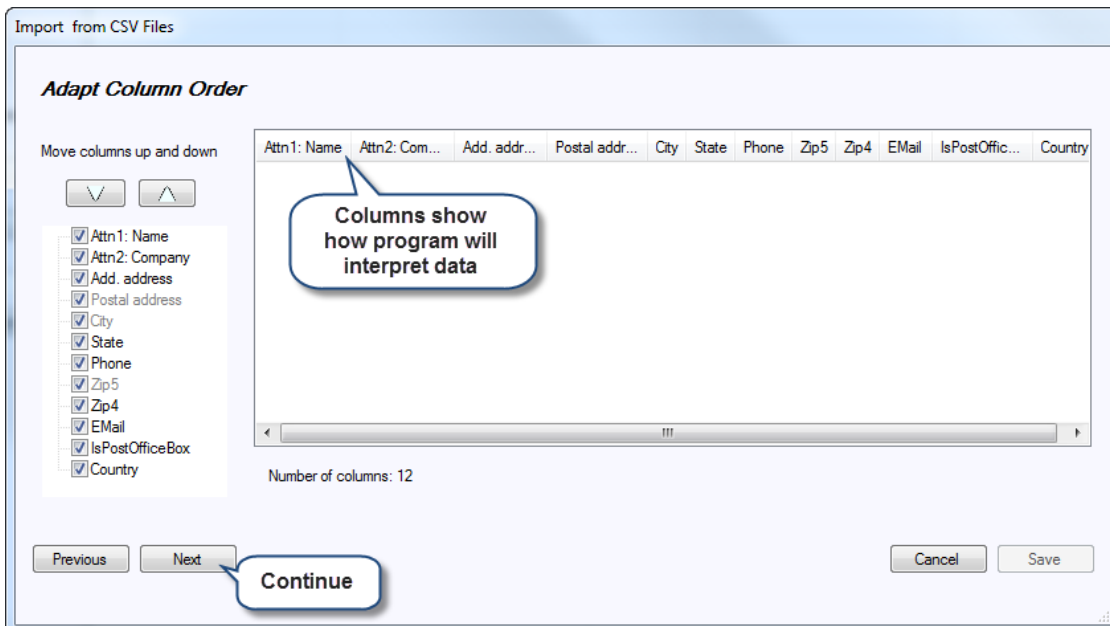 Import from CSV Files
Adapt Column Order
Move columns up and down
Attn1: Name Attn2: Com... Add. addr... Postal addr... City State Phone Zip5 Zip4 EMail IsPostOffic... Country
Columns show
how program will
interpret data
Attn1: Name
Attn2: Company
Add. address
Postal address
City
State
Phone
Zip5
Zip4
EMail
IsPostOfficeBox
Country
Number of columns: 12
Previous Next Cancel Save
Continue